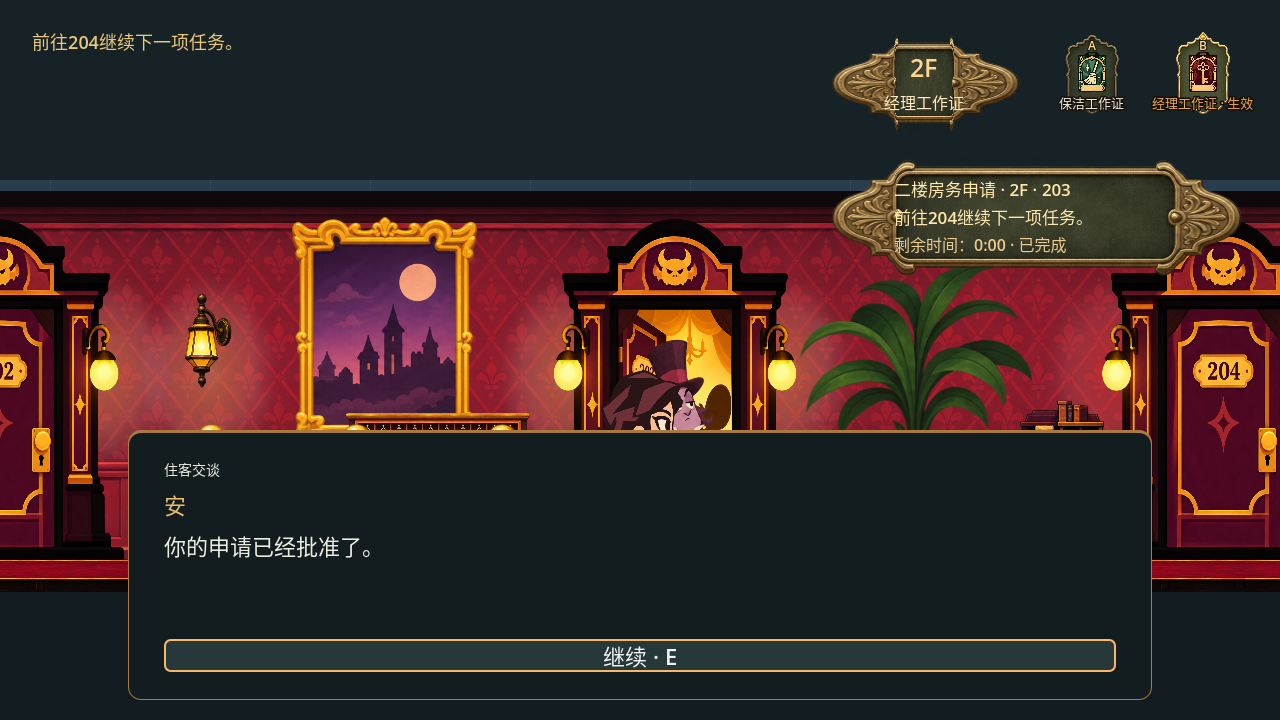 前往204继续下一项任务。
2F
经理工作证
A
保洁工作证
B
经理工作证 · 生效
二楼房务申请 · 2F · 203
前往204继续下一项任务。
剩余时间：0:00 · 已完成
204
住客交谈
安
你的申请已经批准了。
继续 · E